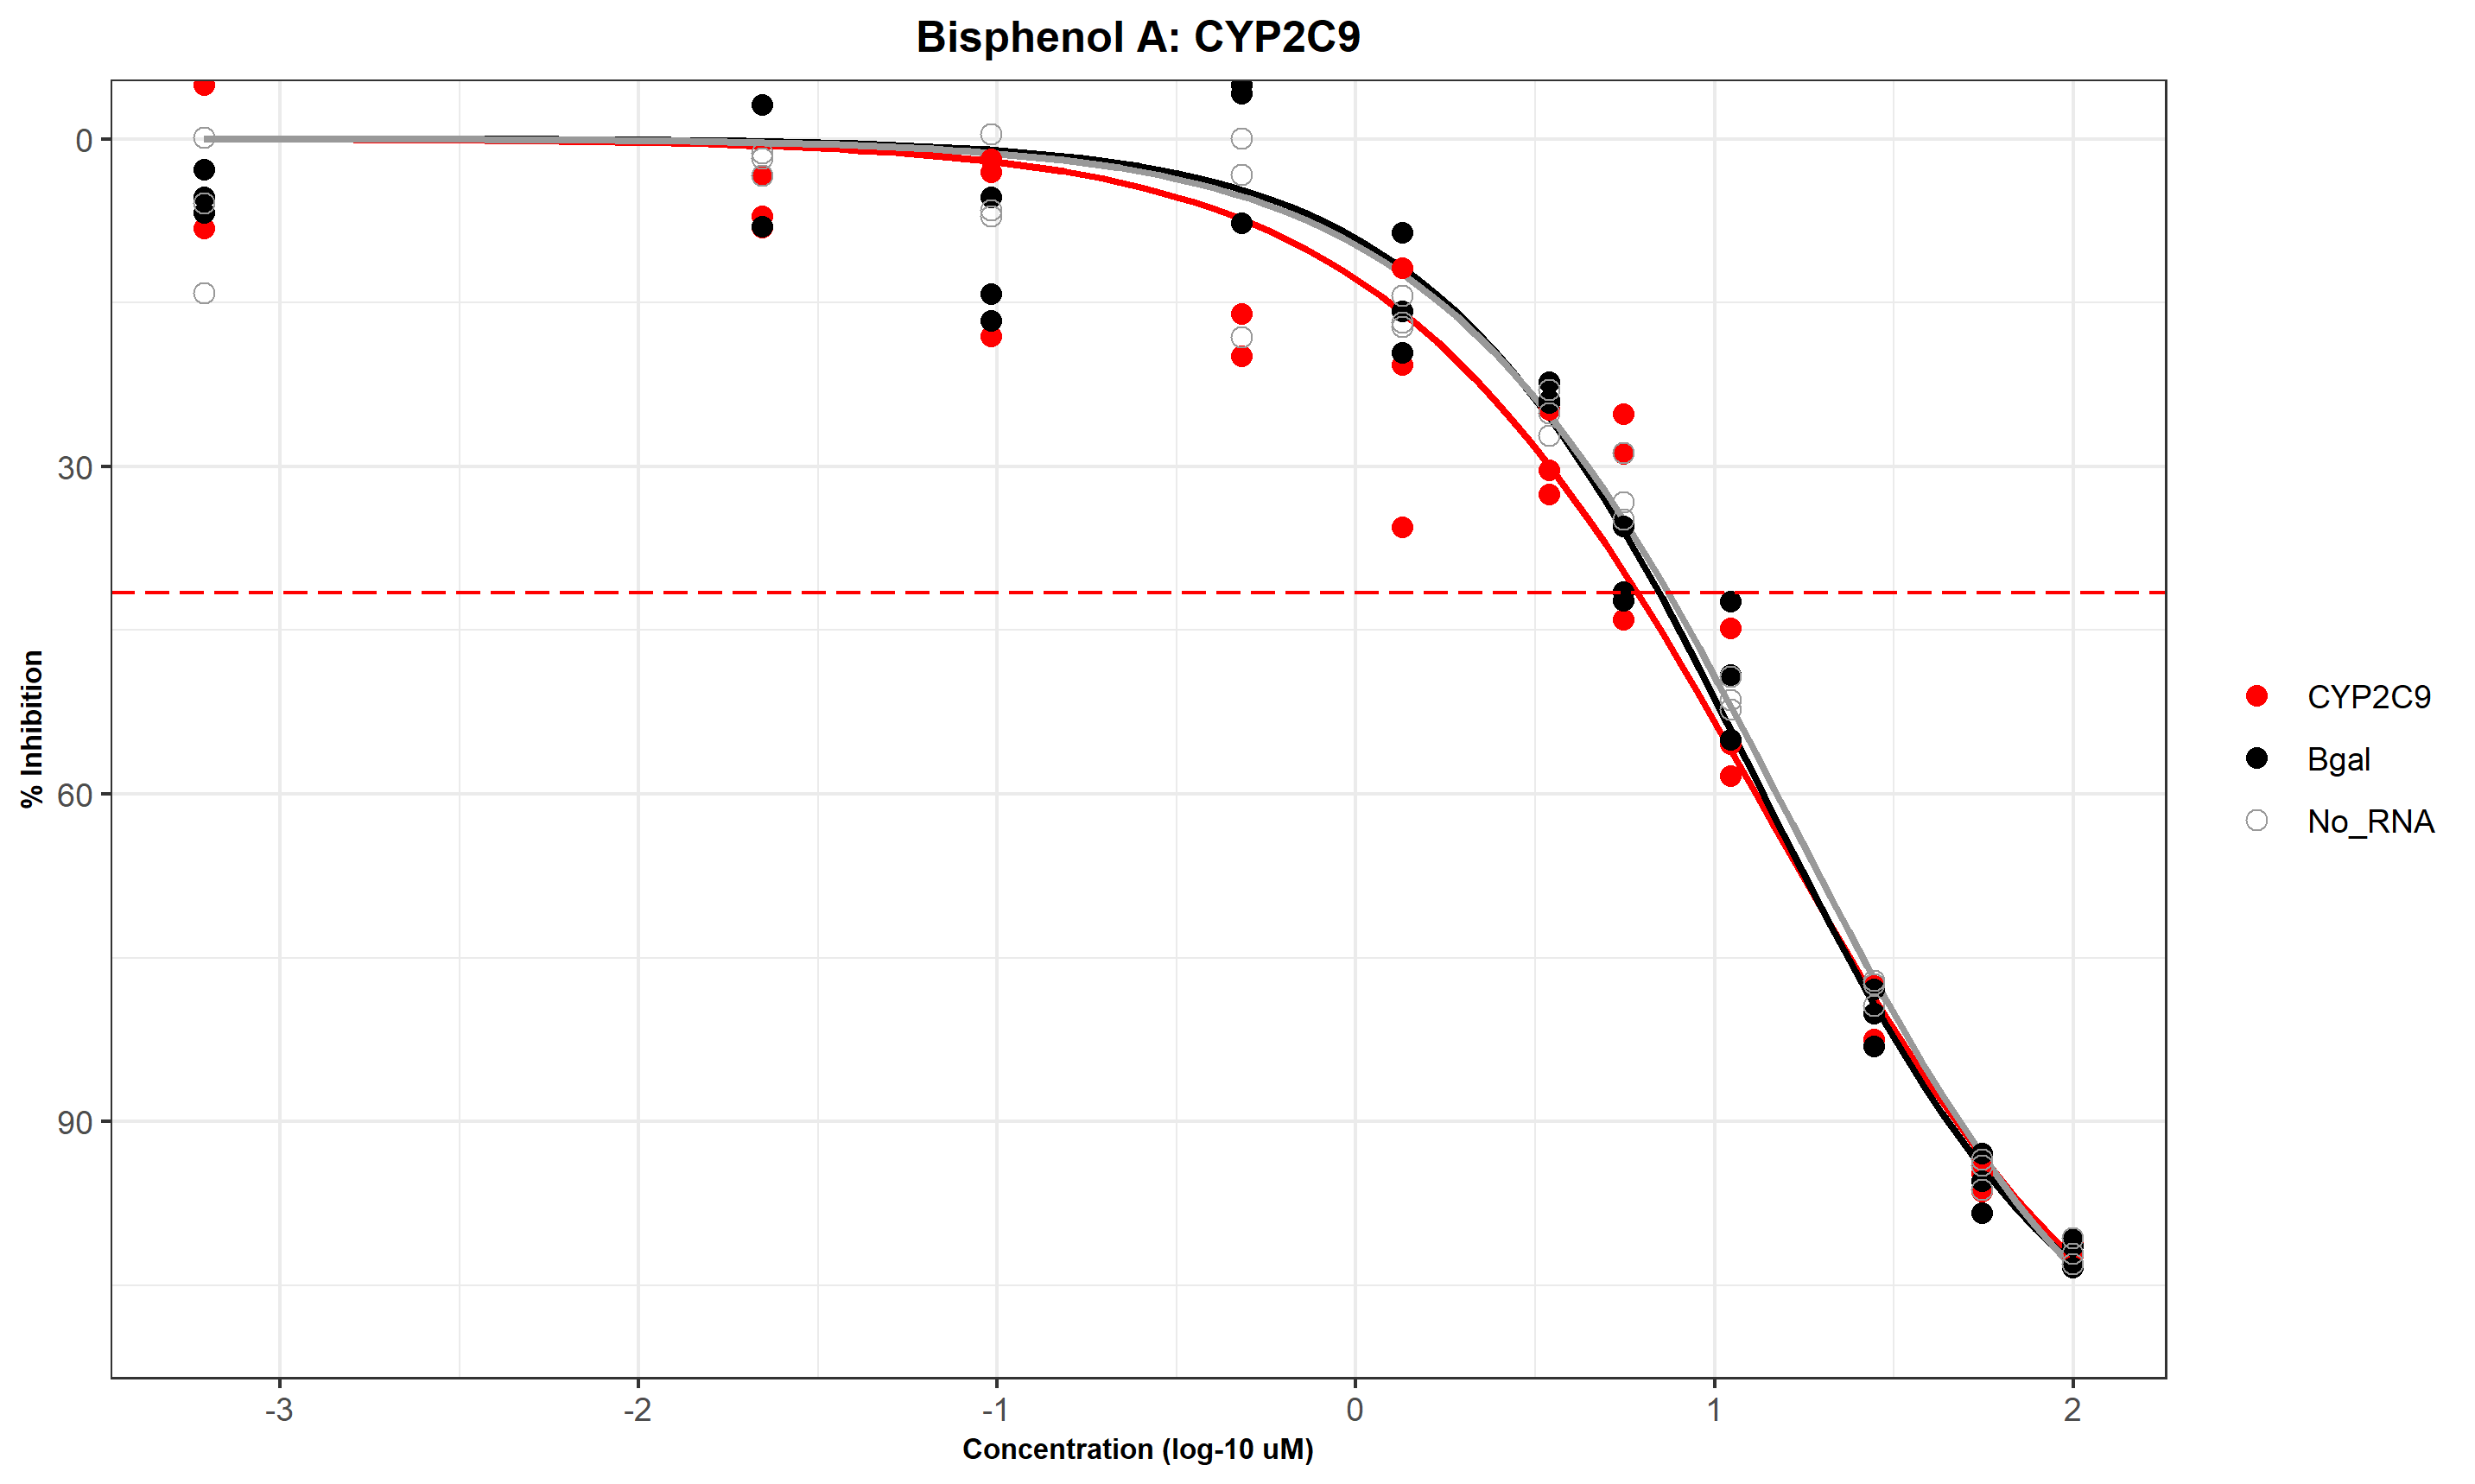 Bisphenol A: CYP2C9
0
30
60
90
% Inhibition
-3 -2 -1 0 1 2
Concentration (log-10 uM)
CYP2C9
Bgal
No_RNA